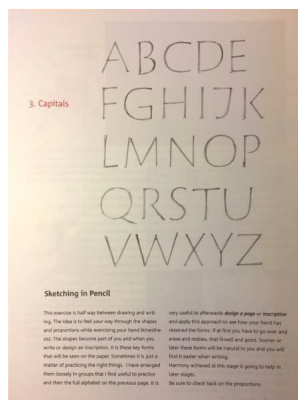 ABCDE
3. Capitals
FGHIJK
LMNOP
QRSTU
VWXYZ
Sketching in Pencil
This exercise is half way between drawing and writ-
ing. The idea is to feel your way through the shapes
and proportions while exercising your hand (kinesthe-
sis). The shapes become part of you and when you
write or design an inscription, it is these key forms
that will be seen on the paper. Sometimes it is just a
matter of practicing the right things. I have arranged
them loosely in groups that I find useful to practice
and then the full alphabet on the previous page. It is
very useful to afterwards design a page or inscription
and apply this approach to see how your hand has
retained the forms. If at first you have to go over and
erase and redraw, that is well and good. Sooner or
later these forms will be natural to you and you will
find it easier when writing.
Harmony achieved at this stage is going to help in
later stages.
Be sure to check back on the proportions.